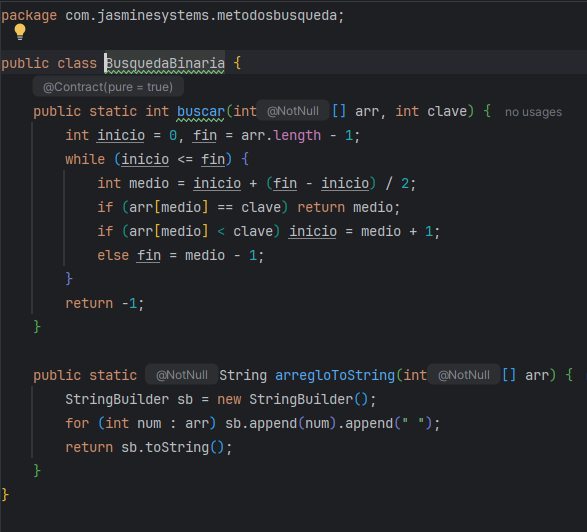 package com.jasminesystems.metodosbusqueda;
public class BusquedaBinaria {
@Contract(pure = true)
public static int buscar(int @NotNull [] arr, int clave) { no usages
int inicio = 0, fin = arr.length - 1;
while (inicio <= fin) {
int medio = inicio + (fin - inicio) / 2;
if (arr[medio] == clave) return medio;
if (arr[medio] < clave) inicio = medio + 1;
else fin = medio - 1;
}
return -1;
}
public static @NotNull String arregloToString(int @NotNull [] arr) {
StringBuilder sb = new StringBuilder();
for (int num : arr) sb.append(num).append(" ");
return sb.toString();
}
}